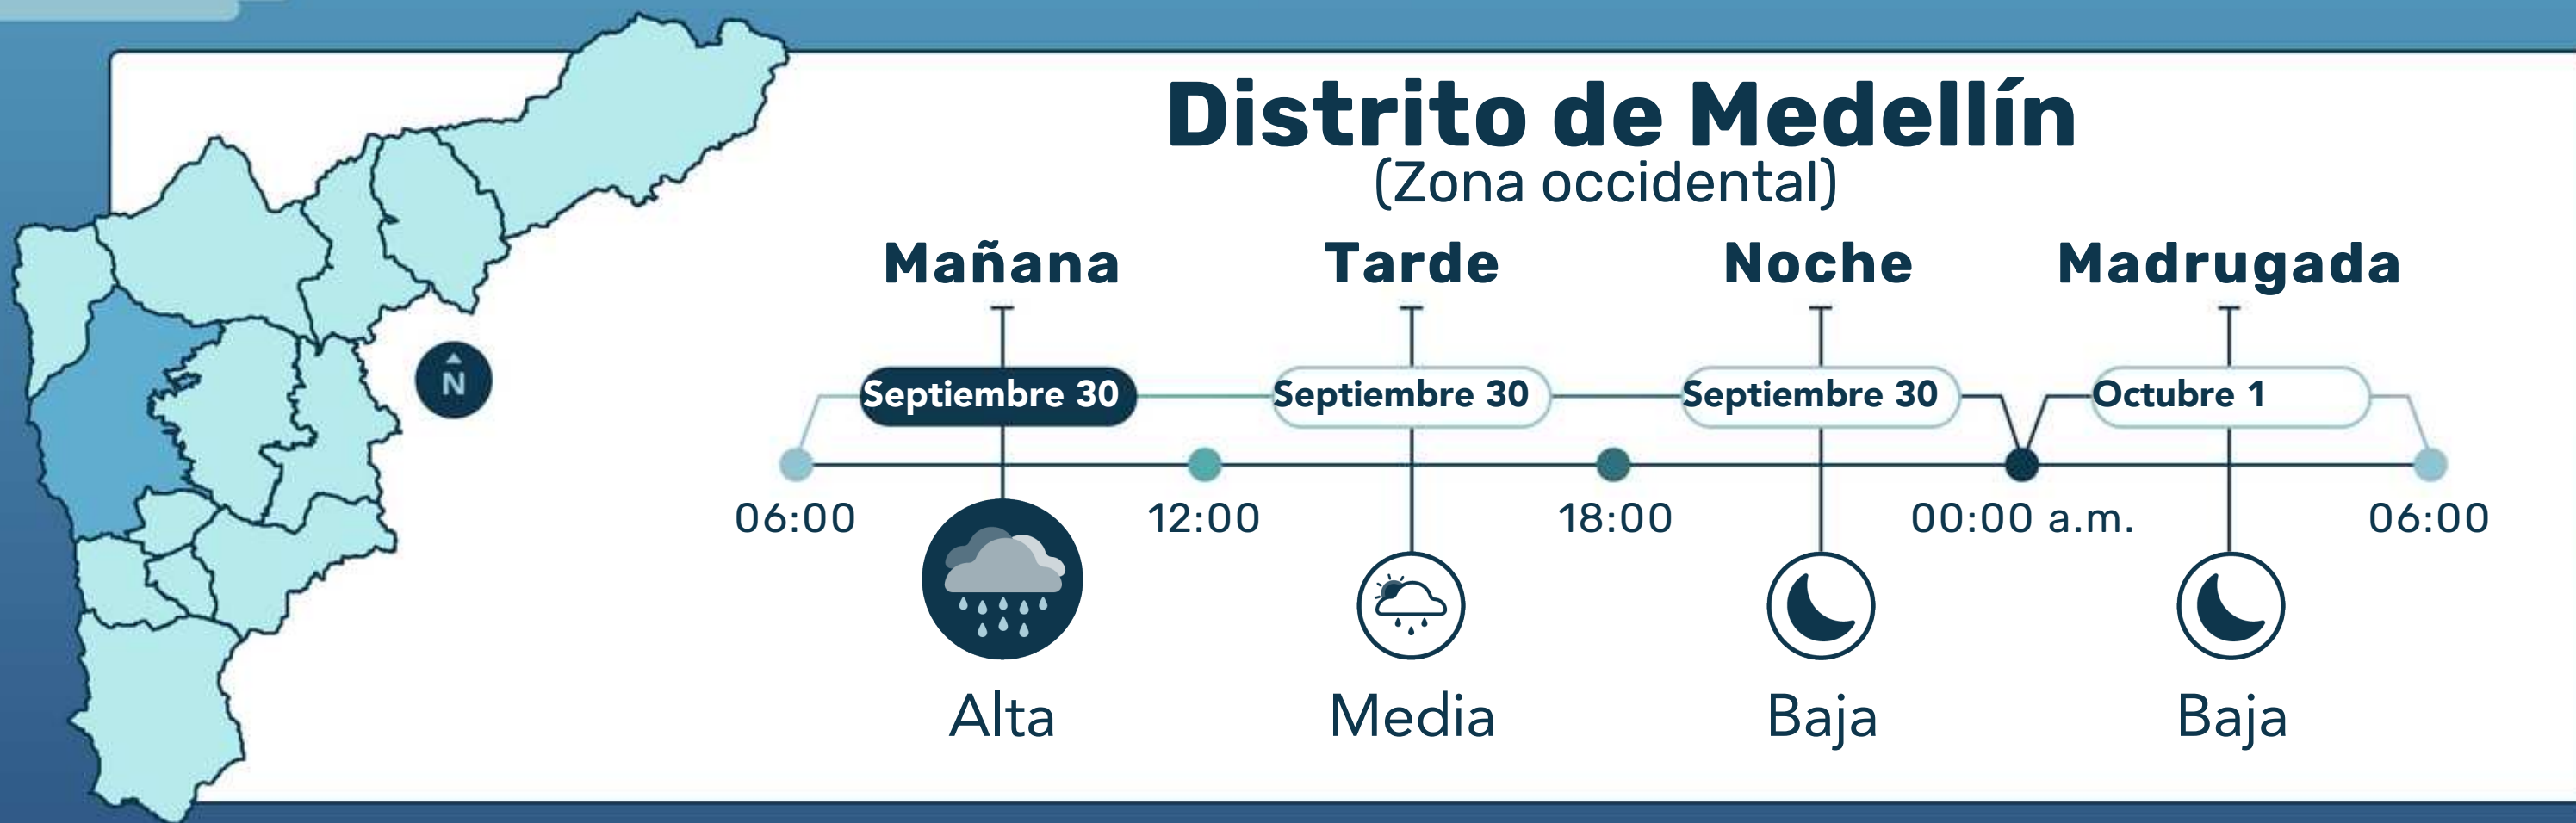 Distrito de Medellín
(Zona occidental)
Mañana Tarde Noche Madrugada
N
Septiembre 30 Septiembre 30 Septiembre 30 Octubre 1
06:00 12:00 18:00 00:00 a.m. 06:00
Alta Media Baja Baja